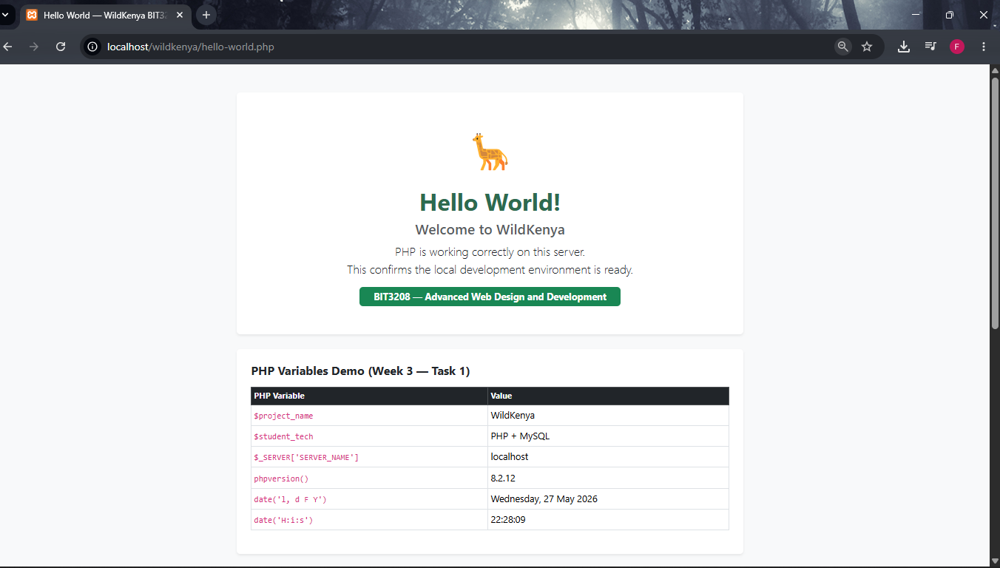 Hello World — WildKenya BIT32
localhost/wildkenya/hello-world.php
F
Hello World!
Welcome to WildKenya
PHP is working correctly on this server.
This confirms the local development environment is ready.
BIT3208 — Advanced Web Design and Development
PHP Variables Demo (Week 3 — Task 1)
PHP Variable Value
$project_name WildKenya
$student_tech PHP + MySQL
$_SERVER['SERVER_NAME'] localhost
phpversion() 8.2.12
date('l, d F Y') Wednesday, 27 May 2026
date('H:i:s') 22:28:09